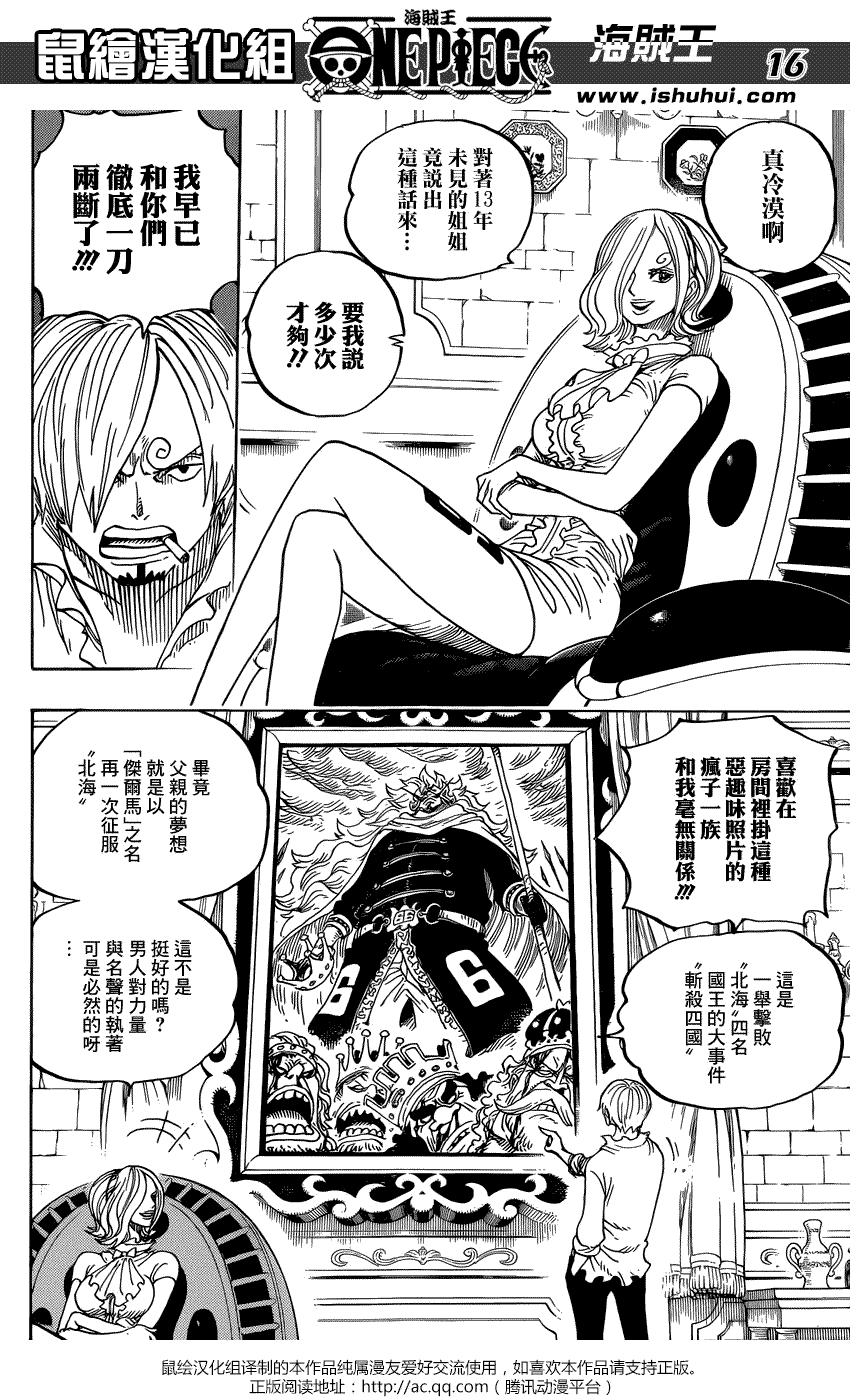 鼠繪漢化組
海賊王
ONE PIECE
海賊王
16
www.ishuhui.com
真冷漠啊
對著13年
未見的姐姐
竟説出
這種話來…
要我説
多少次
才夠!!
我早已
和你們
徹底一刀
兩斷了!!!
喜歡在
房間裡掛這種
惡趣味照片的
瘋子一族
和我毫無關係!!!
這是
一舉擊敗
〝北海〞四名
國王的大事件
〝斬殺四國〞
畢竟
父親的夢想
就是以
「傑爾馬」之名
再一次征服
〝北海〞
這不是
挺好的嗎?
男人對力量
與名聲的執著
可是必然的呀
…
66
6
6
鼠绘汉化组译制的本作品纯属漫友爱好交流使用，如喜欢本作品请支持正版。
正版阅读地址：http://ac.qq.com（腾讯动漫平台）